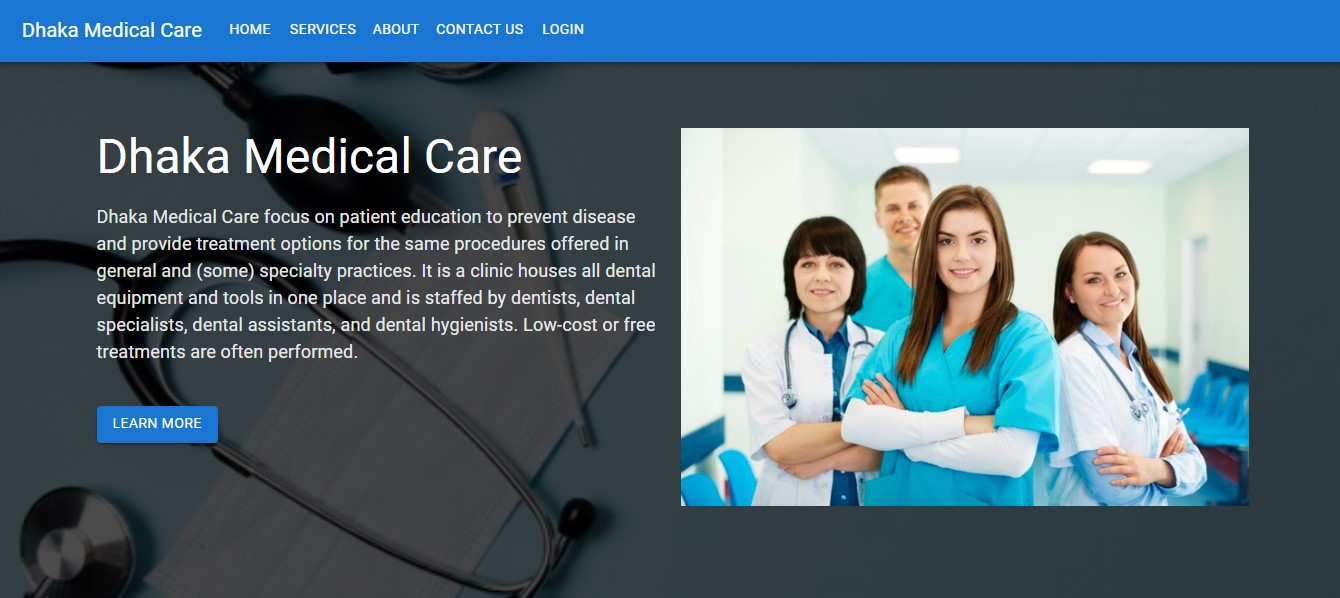 Dhaka Medical Care
HOME
SERVICES
ABOUT
CONTACT US
LOGIN
Dhaka Medical Care
Dhaka Medical Care focus on patient education to prevent disease
and provide treatment options for the same procedures offered in
general and (some) specialty practices. It is a clinic houses all dental
equipment and tools in one place and is staffed by dentists, dental
specialists, dental assistants, and dental hygienists. Low-cost or free
treatments are often performed.
LEARN MORE